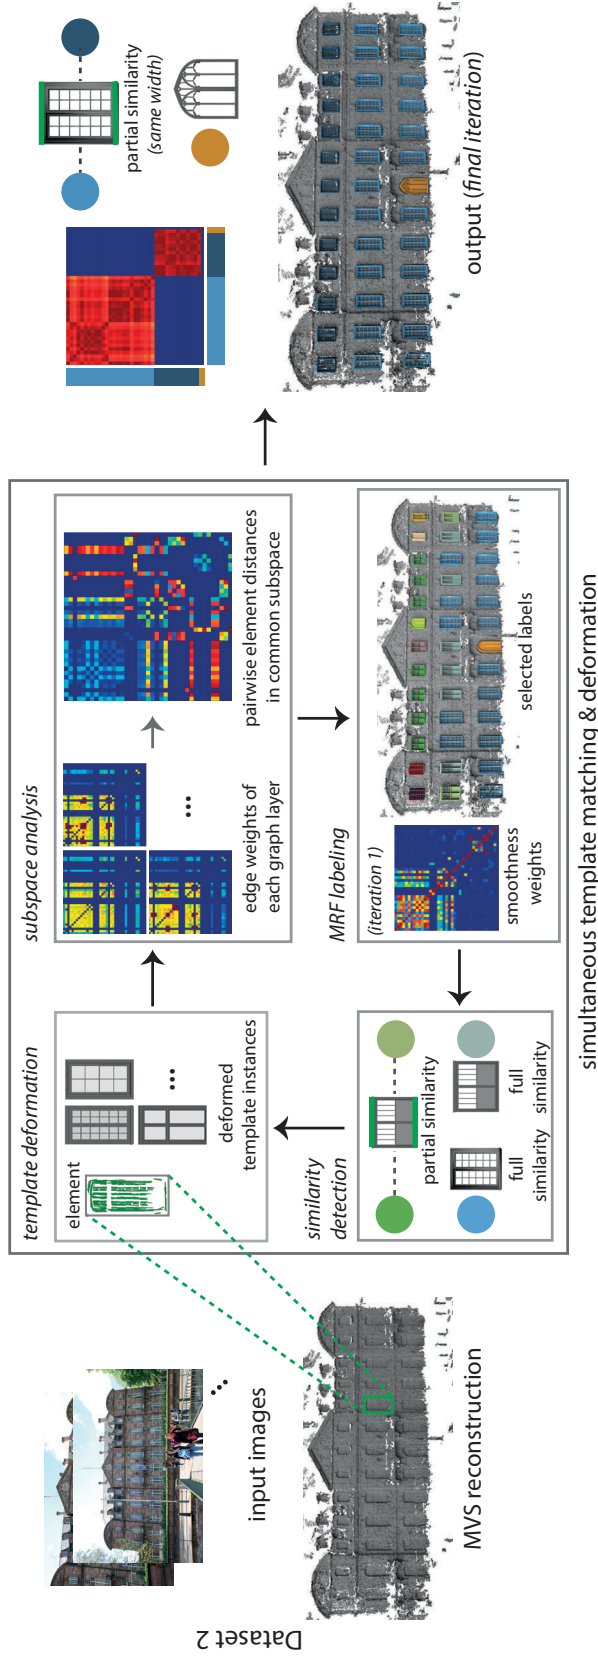 Dataset 2
input images
...
MVS reconstruction
template deformation
element
deformed
template instances
...
subspace analysis
edge weights of
each graph layer
...
pairwise element distances
in common subspace
MRF labeling
(iteration 1)
smoothness
weights
selected labels
similarity
detection
partial similarity
full
similarity
full
similarity
simultaneous template matching & deformation
partial similarity
(same width)
output (final iteration)